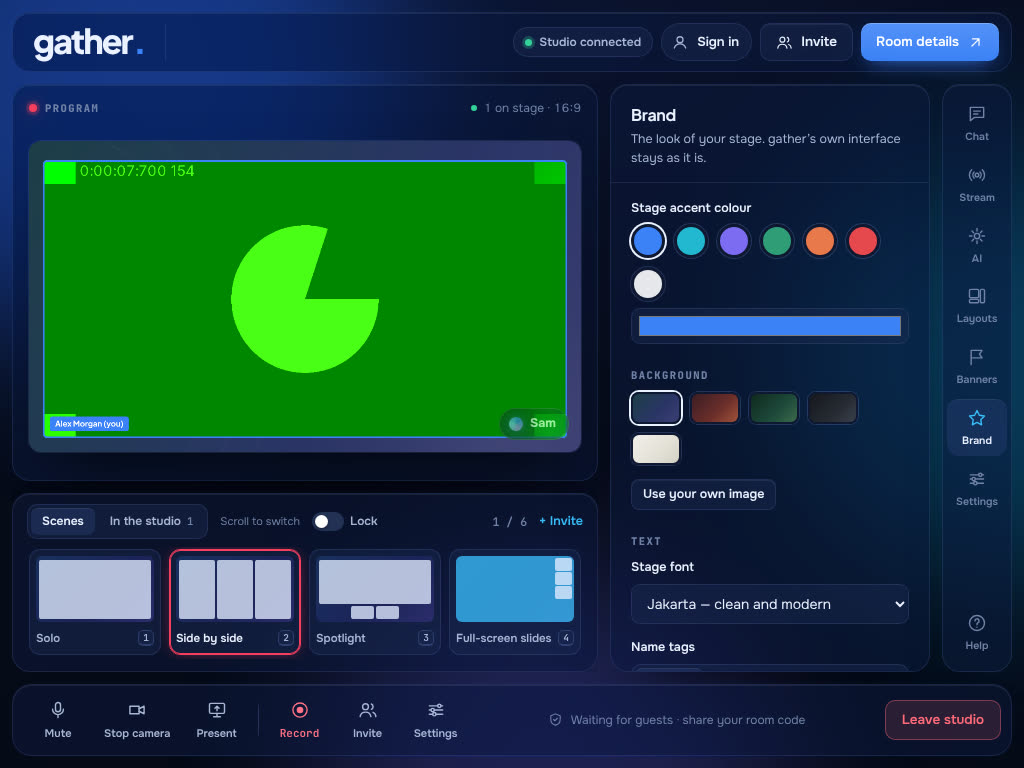 gather.
Studio connected
Sign in
Invite
Room details
PROGRAM
1 on stage · 16:9
0:00:07:700 154
Alex Morgan (you)
Sam
Scenes
In the studio 1
Scroll to switch
Lock
1 / 6
+ Invite
Solo 1
Side by side 2
Spotlight 3
Full-screen slides 4
Brand
The look of your stage. gather's own interface
stays as it is.
Stage accent colour
BACKGROUND
Use your own image
TEXT
Stage font
Jakarta — clean and modern
Name tags
Chat
Stream
AI
Layouts
Banners
Brand
Settings
Help
Mute
Stop camera
Present
Record
Invite
Settings
Waiting for guests · share your room code
Leave studio